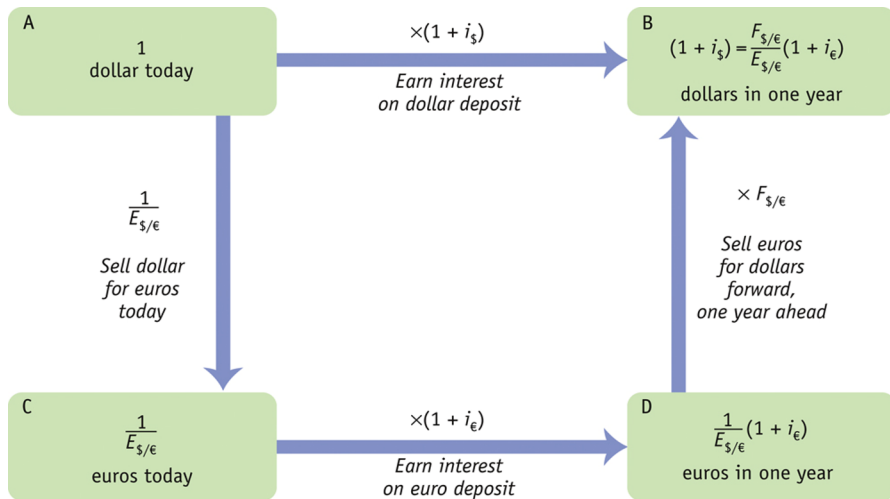 A
1
dollar today
×(1 + i$)
Earn interest
on dollar deposit
B
(1 + i$) = F$/€/E$/€ (1 + i€)
dollars in one year
1/E$/€
Sell dollar
for euros
today
× F$/€
Sell euros
for dollars
forward,
one year ahead
C
1/E$/€
euros today
×(1 + i€)
Earn interest
on euro deposit
D
1/E$/€ (1 + i€)
euros in one year